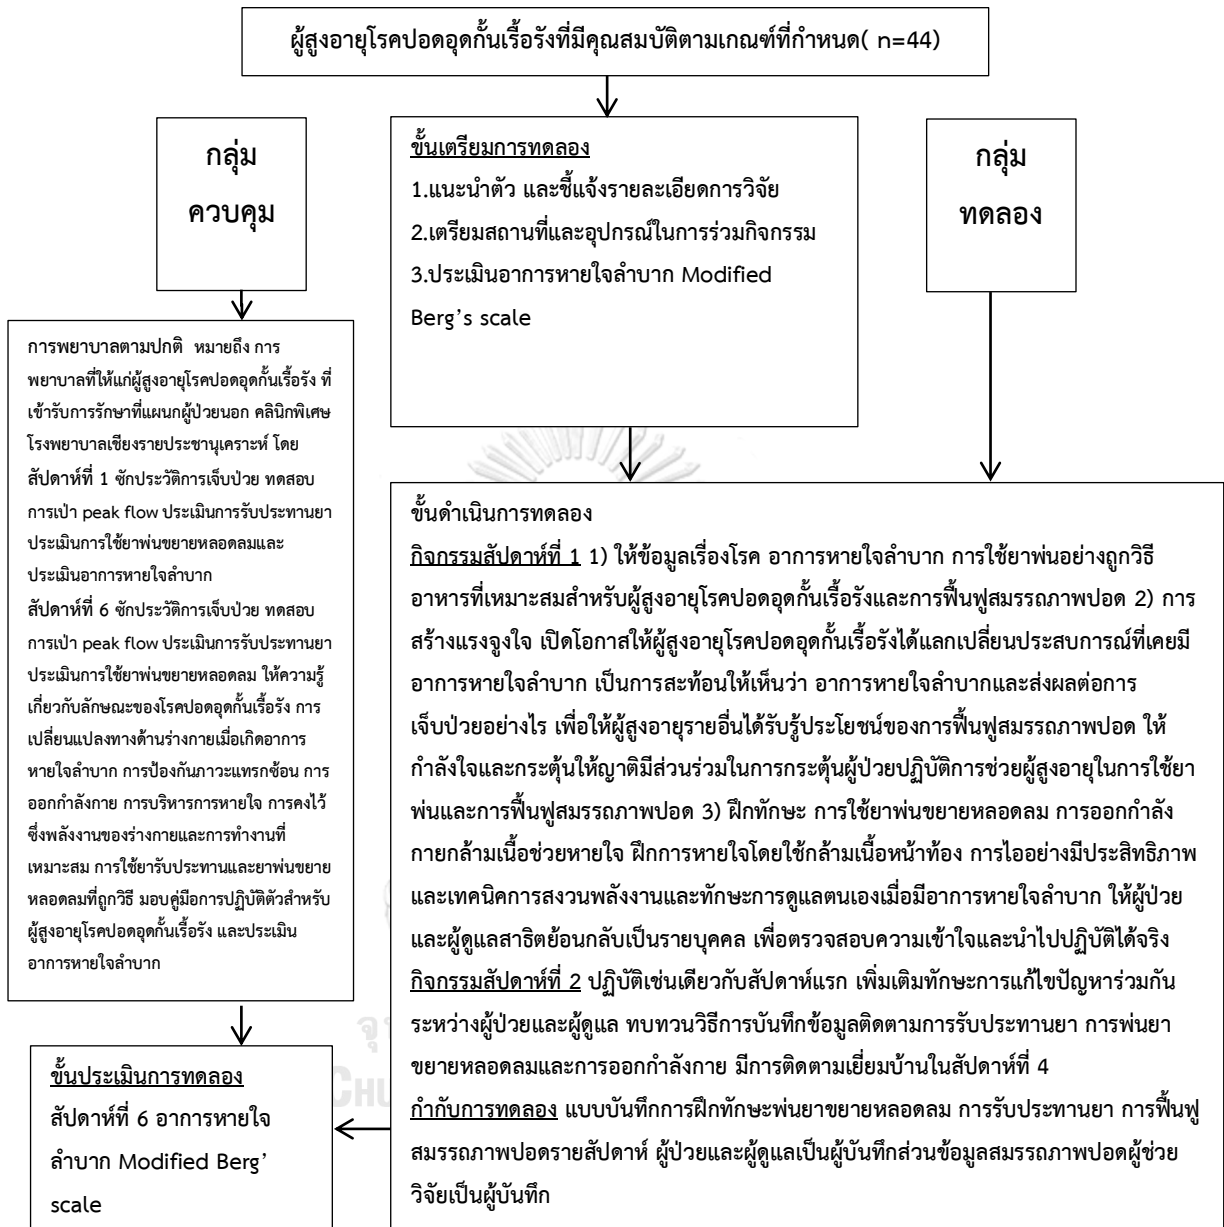 ผู้สูงอายุโรคปอดอุดกั้นเรื้อรังที่มีคุณสมบัติตามเกณฑ์ที่กำหนด( n=44)
กลุ่ม
ควบคุม
ขั้นเตรียมการทดลอง
1.แนะนำตัว และชี้แจ้งรายละเอียดการวิจัย
2.เตรียมสถานที่และอุปกรณ์ในการร่วมกิจกรรม
3.ประเมินอาการหายใจลำบาก Modified
Berg’s scale
กลุ่ม
ทดลอง
การพยาบาลตามปกติ หมายถึง การ
พยาบาลที่ให้แก่ผู้สูงอายุโรคปอดอุดกั้นเรื้อรัง ที่
เข้ารับการรักษาที่แผนกผู้ป่วยนอก คลินิกพิเศษ
โรงพยาบาลเชียงรายประชานุเคราะห์ โดย
สัปดาห์ที่ 1 ซักประวัติการเจ็บป่วย ทดสอบ
การเป่า peak flow ประเมินการรับประทานยา
ประเมินการใช้ยาพ่นขยายหลอดลมและ
ประเมินอาการหายใจลำบาก
สัปดาห์ที่ 6 ซักประวัติการเจ็บป่วย ทดสอบ
การเป่า peak flow ประเมินการรับประทานยา
ประเมินการใช้ยาพ่นขยายหลอดลม ให้ความรู้
เกี่ยวกับลักษณะของโรคปอดอุดกั้นเรื้อรัง การ
เปลี่ยนแปลงทางด้านร่างกายเมื่อเกิดอาการ
หายใจลำบาก การป้องกันภาวะแทรกซ้อน การ
ออกกำลังกาย การบริหารการหายใจ การคงไว้
ซึ่งพลังงานของร่างกายและการทำงานที่
เหมาะสม การใช้ยารับประทานและยาพ่นขยาย
หลอดลมที่ถูกวิธี มอบคู่มือการปฏิบัติตัวสำหรับ
ผู้สูงอายุโรคปอดอุดกั้นเรื้อรัง และประเมิน
อาการหายใจลำบาก
ขั้นดำเนินการทดลอง
กิจกรรมสัปดาห์ที่ 1 1) ให้ข้อมูลเรื่องโรค อาการหายใจลำบาก การใช้ยาพ่นอย่างถูกวิธี
อาหารที่เหมาะสมสำหรับผู้สูงอายุโรคปอดอุดกั้นเรื้อรังและการฟื้นฟูสมรรถภาพปอด 2) การ
สร้างแรงจูงใจ เปิดโอกาสให้ผู้สูงอายุโรคปอดอุดกั้นเรื้อรังได้แลกเปลี่ยนประสบการณ์ที่เคยมี
อาการหายใจลำบาก เป็นการสะท้อนให้เห็นว่า อาการหายใจลำบากและส่งผลต่อการ
เจ็บป่วยอย่างไร เพื่อให้ผู้สูงอายุรายอื่นได้รับรู้ประโยชน์ของการฟื้นฟูสมรรถภาพปอด ให้
กำลังใจและกระตุ้นให้ญาติมีส่วนร่วมในการกระตุ้นผู้ป่วยปฏิบัติการช่วยผู้สูงอายุในการใช้ยา
พ่นและการฟื้นฟูสมรรถภาพปอด 3) ฝึกทักษะ การใช้ยาพ่นขยายหลอดลม การออกกำลัง
กายกล้ามเนื้อช่วยหายใจ ฝึกการหายใจโดยใช้กล้ามเนื้อหน้าท้อง การไออย่างมีประสิทธิภาพ
และเทคนิคการสงวนพลังงานและทักษะการดูแลตนเองเมื่อมีอาการหายใจลำบาก ให้ผู้ป่วย
และผู้ดูแลสาธิตย้อนกลับเป็นรายบุคคล เพื่อตรวจสอบความเข้าใจและนำไปปฏิบัติได้จริง
กิจกรรมสัปดาห์ที่ 2 ปฏิบัติเช่นเดียวกับสัปดาห์แรก เพิ่มเติมทักษะการแก้ไขปัญหาร่วมกัน
ระหว่างผู้ป่วยและผู้ดูแล ทบทวนวิธีการบันทึกข้อมูลติดตามการรับประทานยา การพ่นยา
ขยายหลอดลมและการออกกำลังกาย มีการติดตามเยี่ยมบ้านในสัปดาห์ที่ 4
กำกับการทดลอง แบบบันทึกการฝึกทักษะพ่นยาขยายหลอดลม การรับประทานยา การฟื้นฟู
สมรรถภาพปอดรายสัปดาห์ ผู้ป่วยและผู้ดูแลเป็นผู้บันทึกส่วนข้อมูลสมรรถภาพปอดผู้ช่วย
วิจัยเป็นผู้บันทึก
ขั้นประเมินการทดลอง
สัปดาห์ที่ 6 อาการหายใจ
ลำบาก Modified Berg’
scale